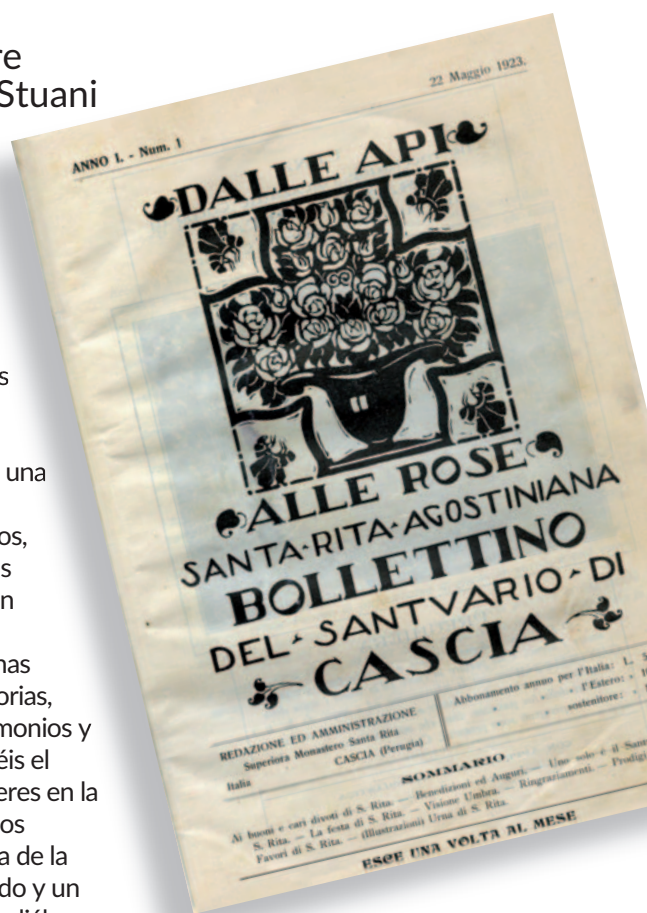 re
Stuani
s
una
os,
s
n
nas
orias,
monios y
éis el
eres en la
os
a de la
do y un
ANNO I. - Num. 1
22 Maggio 1923.
DALLE API
ALLE ROSE
SANTA·RITA·AGOSTINIANA
BOLLETTINO
DEL·SANTVARIO·DI
CASCIA
REDAZIONE ED AMMINISTRAZIONE
Superiora Monastero Santa Rita
Italia CASCIA (Perugia)
Abbonamento annuo per l'Italia: L.
" " l'Estero: "
" " sostenitore: "
SOMMARIO
Ai buoni e cari divoti di S. Rita. — Benedizioni ed Auguri. — Uno solo è il Santo
S. Rita. — La festa di S. Rita. — Visione Umbra. — Ringraziamenti. — Prodigi
Favori di S. Rita. — (Illustrazioni) Urna di S. Rita.
ESCE UNA VOLTA AL MESE